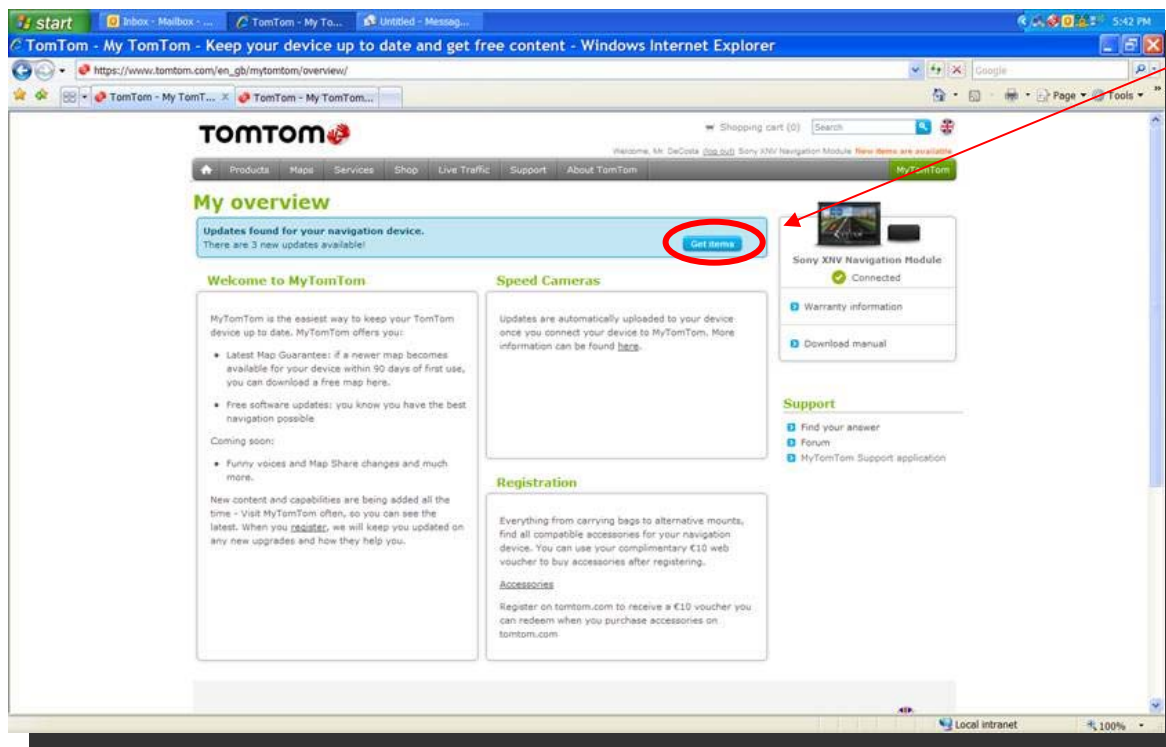 start
Inbox - Mailbox - ...
TomTom - My To...
Untitled - Messag...
5:42 PM
TomTom - My TomTom - Keep your device up to date and get free content - Windows Internet Explorer
https://www.tomtom.com/en_gb/mytomtom/overview/
Google
TomTom - My TomT...
TomTom - My TomTom...
Page
Tools
TOMTOM
Shopping cart (0)
Search
Welcome, Mr DeCosta (log out) Sony XNV Navigation Module New items are available
Products
Maps
Services
Shop
Live Traffic
Support
About TomTom
MyTomTom
My overview
Updates found for your navigation device.
There are 3 new updates available!
Get items
Sony XNV Navigation Module
Connected
Warranty information
Download manual
Welcome to MyTomTom
MyTomTom is the easiest way to keep your TomTom
device up to date. MyTomTom offers you:
• Latest Map Guarantee: if a newer map becomes
available for your device within 90 days of first use,
you can download a free map here.
• Free software updates: you know you have the best
navigation possible
Coming soon:
• Funny voices and Map Share changes and much
more.
New content and capabilities are being added all the
time - Visit MyTomTom often, so you can see the
latest. When you register, we will keep you updated on
any new upgrades and how they help you.
Speed Cameras
Updates are automatically uploaded to your device
once you connect your device to MyTomTom. More
information can be found here.
Registration
Everything from carrying bags to alternative mounts,
find all compatible accessories for your navigation
device. You can use your complimentary €10 web
voucher to buy accessories after registering.
Accessories
Register on tomtom.com to receive a €10 voucher you
can redeem when you purchase accessories on
tomtom.com
Support
Find your answer
Forum
MyTomTom Support application
Local intranet
100%